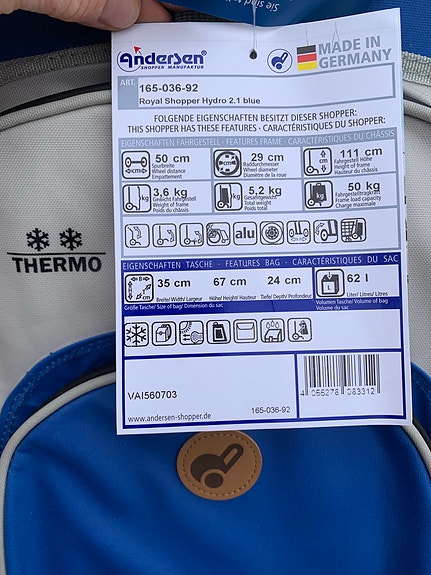 Sie sind
Andersen®
SHOPPER MANUFAKTUR
MADE IN
GERMANY
ART. 165-036-92
Royal Shopper Hydro 2.1 blue
FOLGENDE EIGENSCHAFTEN BESITZT DIESER SHOPPER:
THIS SHOPPER HAS THESE FEATURES · CARACTÉRISTIQUES DU SHOPPER:
EIGENSCHAFTEN FAHRGESTELL · FEATURES FRAME · CARACTÉRISTIQUES DU CHÂSSIS
50 cm
Spurbreite
Wheel distance
Empattement
29 cm
Raddurchmesser
Wheel diameter
Diamètre de la roue
111 cm
Fahrgestell Höhe
Height of frame
Hauteur du châssis
3,6 kg
Gewicht Fahrgestell
Weight of frame
Poids du châssis
5,2 kg
Gesamtgewicht
Total weight
Poids total
50 kg
Fahrgestelltragkraft
Frame load capacity
Charge maximale
alu
EIGENSCHAFTEN TASCHE · FEATURES BAG · CARACTÉRISTIQUES DU SAC
35 cm 67 cm 24 cm
Breite/ Width/ Largeur Höhe/ Height/ Hauteur Tiefe/ Depth/ Profondeur
Größe Tasche/ Size of bag/ Dimension du sac
62 l
Liter/ Litres/ Litres
Volumen Tasche/ Volume of bag
Volume du sac
THERMO
VAI560703
www.andersen-shopper.de
165-036-92
4 055278 083312